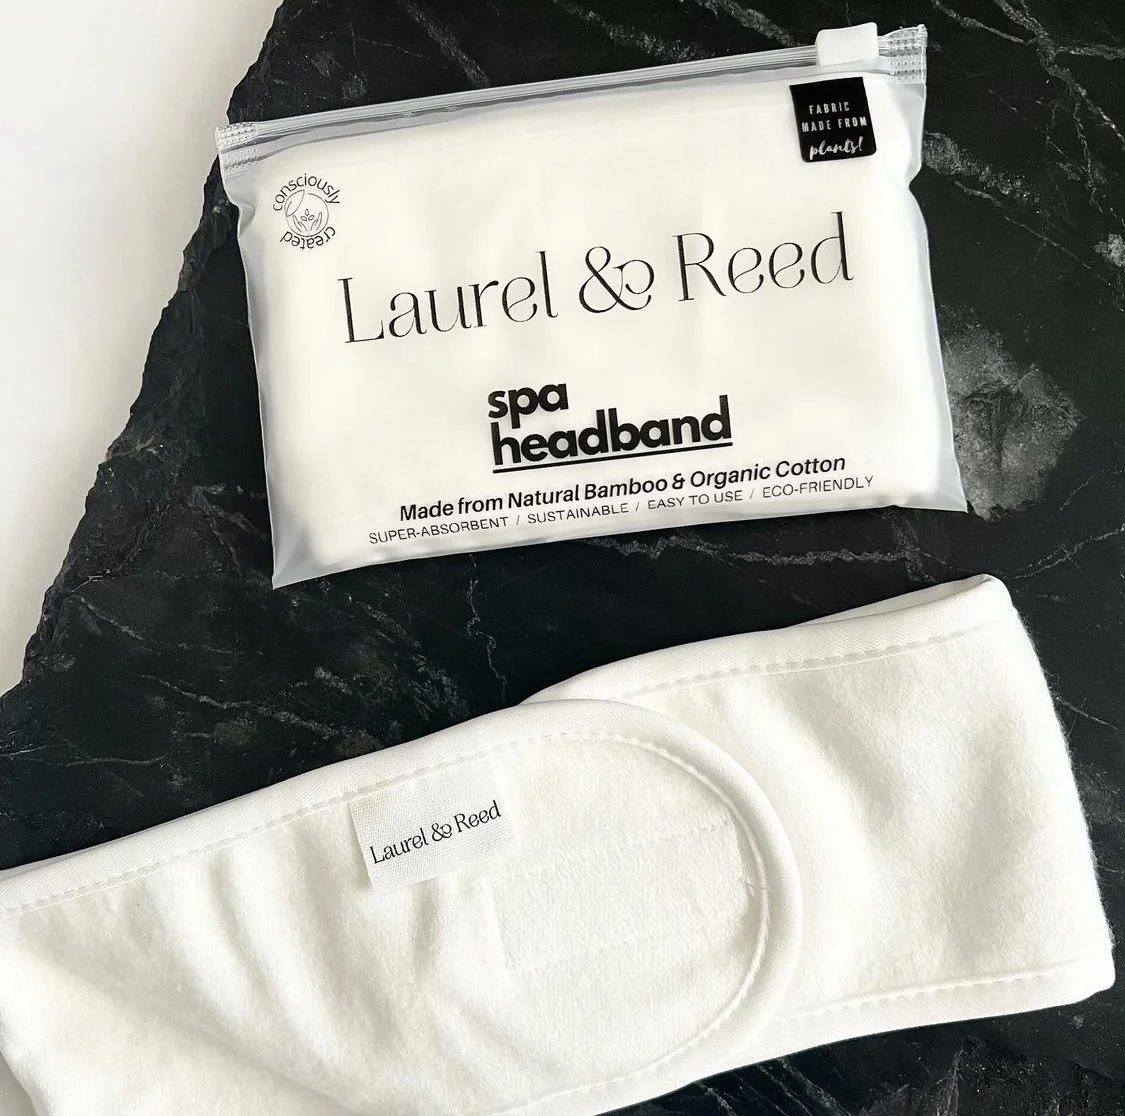 FABRIC
MADE FROM
plants!
consciously
created
Laurel & Reed
spa
headband
Made from Natural Bamboo & Organic Cotton
SUPER-ABSORBENT / SUSTAINABLE / EASY TO USE / ECO-FRIENDLY
Laurel & Reed